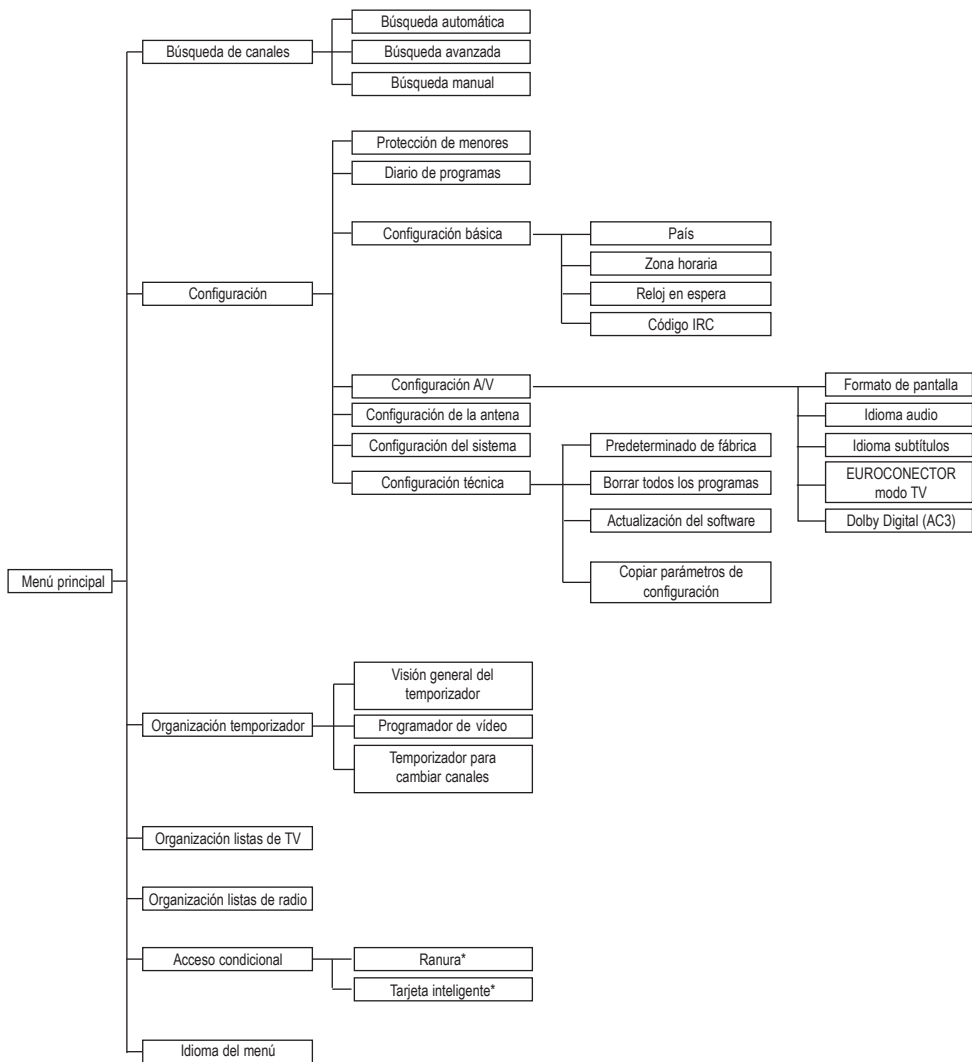 Búsqueda automática
Búsqueda de canales
Búsqueda avanzada
Búsqueda manual
Protección de menores
Diario de programas
Configuración básica
País
Zona horaria
Configuración
Reloj en espera
Código IRC
Configuración A/V
Formato de pantalla
Configuración de la antena
Idioma audio
Configuración del sistema
Predeterminado de fábrica
Idioma subtítulos
Configuración técnica
Borrar todos los programas
EUROCONECTOR
modo TV
Actualización del software
Dolby Digital (AC3)
Menú principal
Copiar parámetros de
configuración
Visión general del
temporizador
Organización temporizador
Programador de vídeo
Temporizador para
cambiar canales
Organización listas de TV
Organización listas de radio
Acceso condicional
Ranura*
Tarjeta inteligente*
Idioma del menú